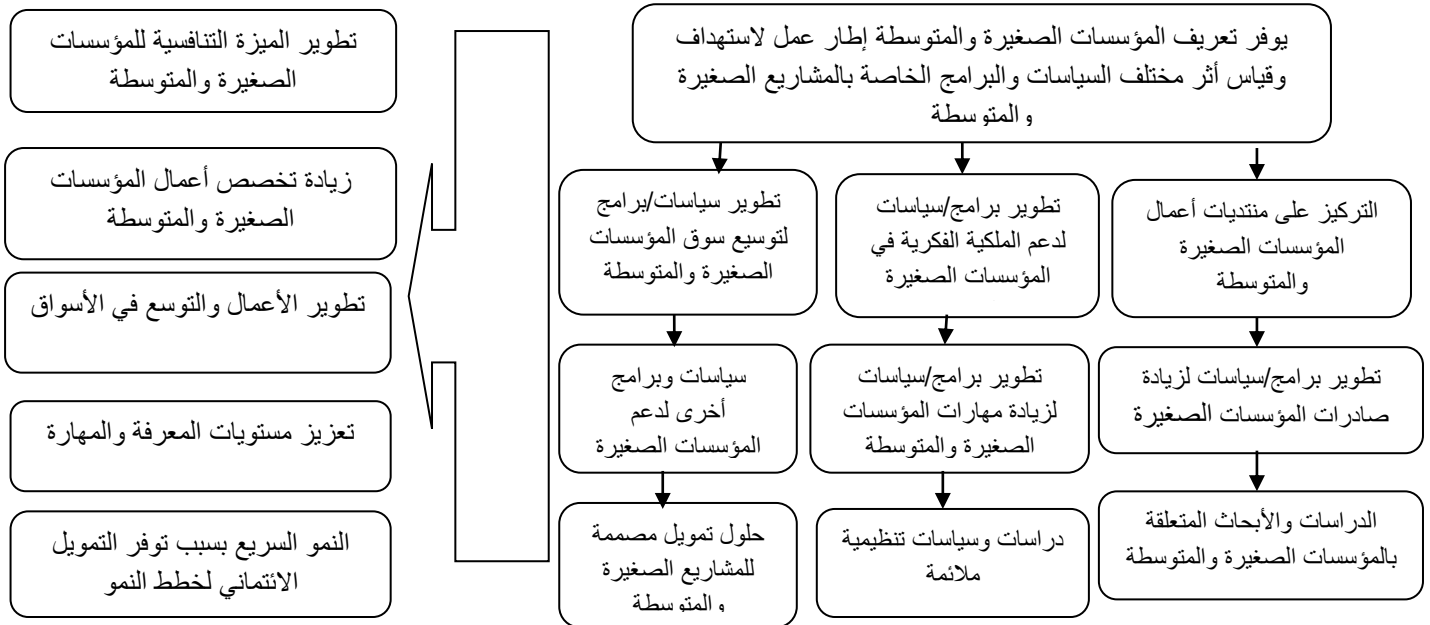 يوفر تعريف المؤسسات الصغيرة والمتوسطة إطار عمل لاستهداف
وقياس أثر مختلف السياسات والبرامج الخاصة بالمشاريع الصغيرة
والمتوسطة
التركيز على منتديات أعمال
المؤسسات الصغيرة
والمتوسطة
تطوير برامج/سياسات
لدعم الملكية الفكرية في
المؤسسات الصغيرة
تطوير سياسات/برامج
لتوسيع سوق المؤسسات
الصغيرة والمتوسطة
تطوير برامج/سياسات لزيادة
صادرات المؤسسات الصغيرة
تطوير برامج/سياسات
لزيادة مهارات المؤسسات
الصغيرة والمتوسطة
سياسات وبرامج
أخرى لدعم
المؤسسات الصغيرة
الدراسات والأبحاث المتعلقة
بالمؤسسات الصغيرة والمتوسطة
دراسات وسياسات تنظيمية
ملائمة
حلول تمويل مصممة
للمشاريع الصغيرة
والمتوسطة
تطوير الميزة التنافسية للمؤسسات
الصغيرة والمتوسطة
زيادة تخصص أعمال المؤسسات
الصغيرة والمتوسطة
تطوير الأعمال والتوسع في الأسواق
تعزيز مستويات المعرفة والمهارة
النمو السريع بسبب توفر التمويل
الائتماني لخطط النمو